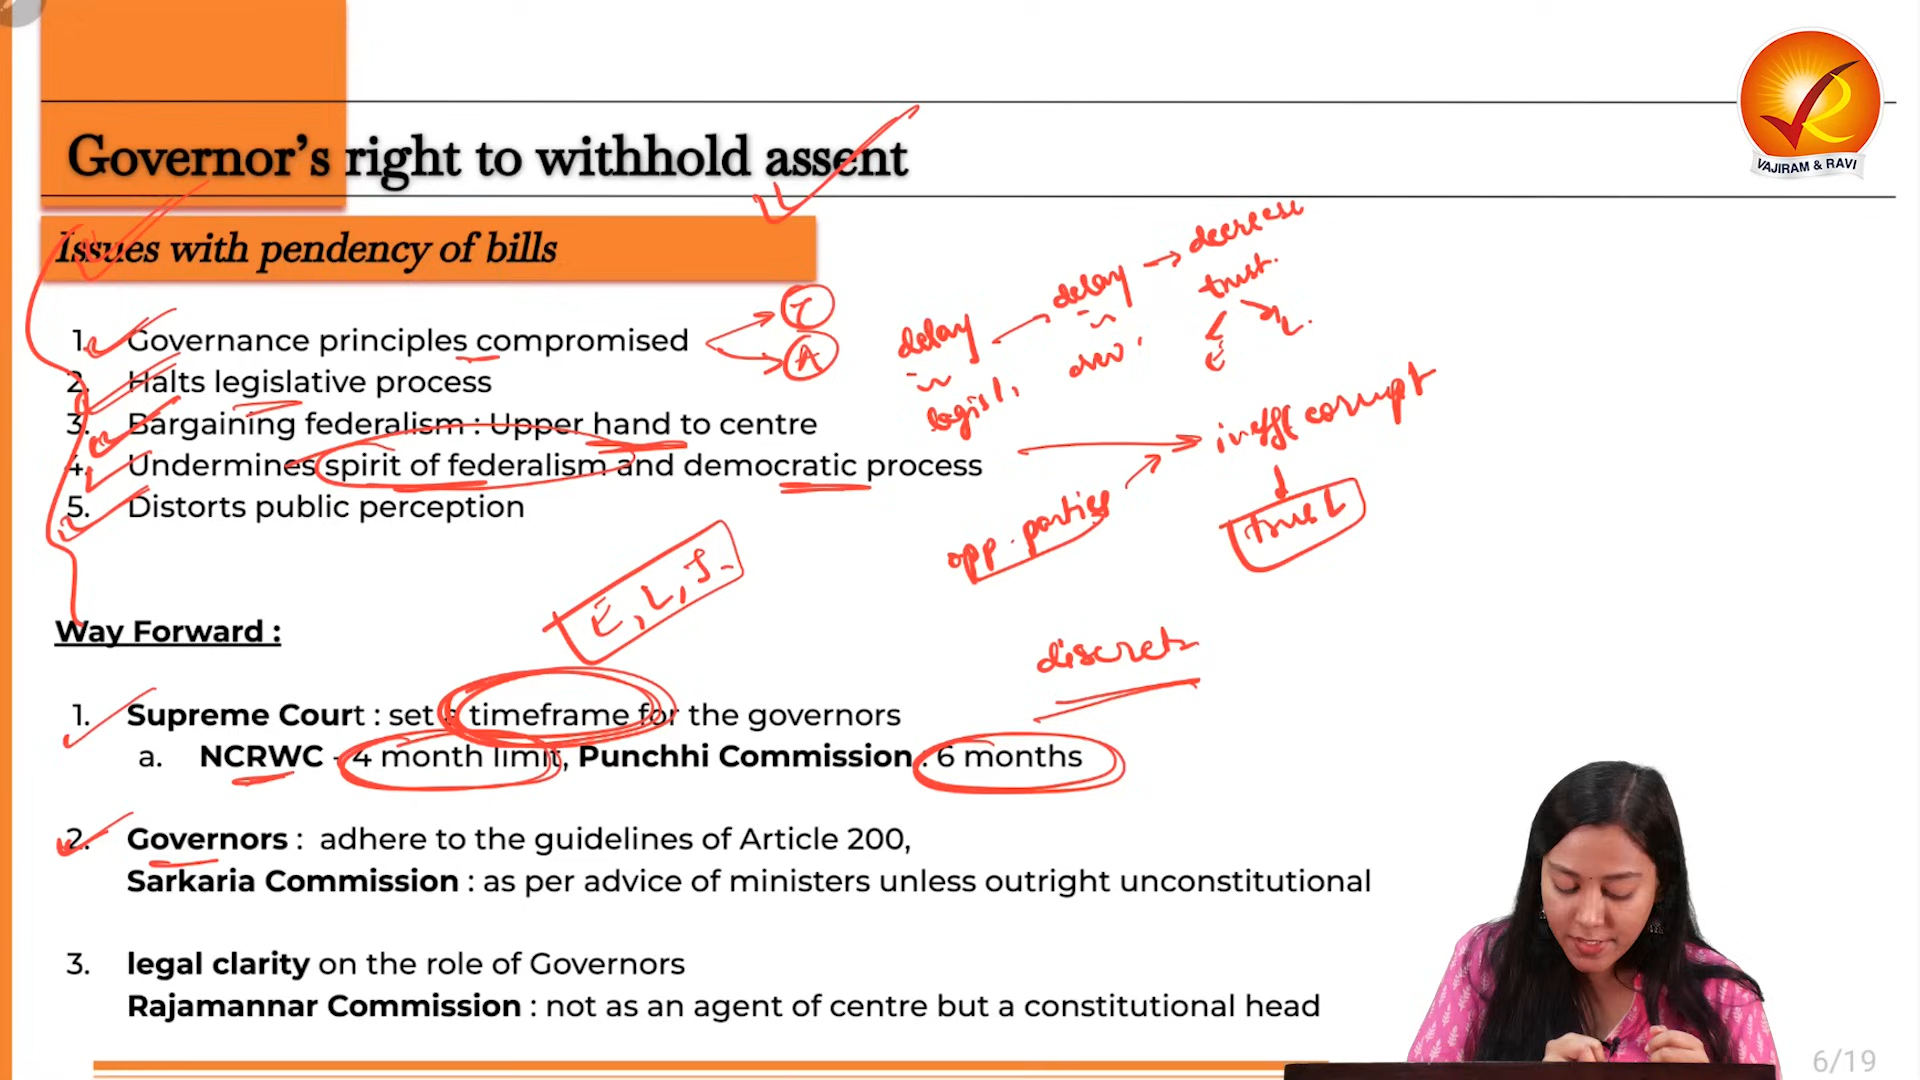 VAJIRAM & RAVI
Governor's right to withhold assent
Issues with pendency of bills
1. Governance principles compromised
2. Halts legislative process
3. Bargaining federalism : Upper hand to centre
4. Undermines spirit of federalism and democratic process
5. Distorts public perception
T
A
delay
legisl.
delay
decrease
trust.
E
L.
ineff corrupt
trust
opp. parties
E, L, J.
discret
Way Forward :
1. Supreme Court : set a timeframe for the governors
a. NCRWC - 4 month limit, Punchhi Commission : 6 months
2. Governors : adhere to the guidelines of Article 200,
Sarkaria Commission : as per advice of ministers unless outright unconstitutional
3. legal clarity on the role of Governors
Rajamannar Commission : not as an agent of centre but a constitutional head
6/19